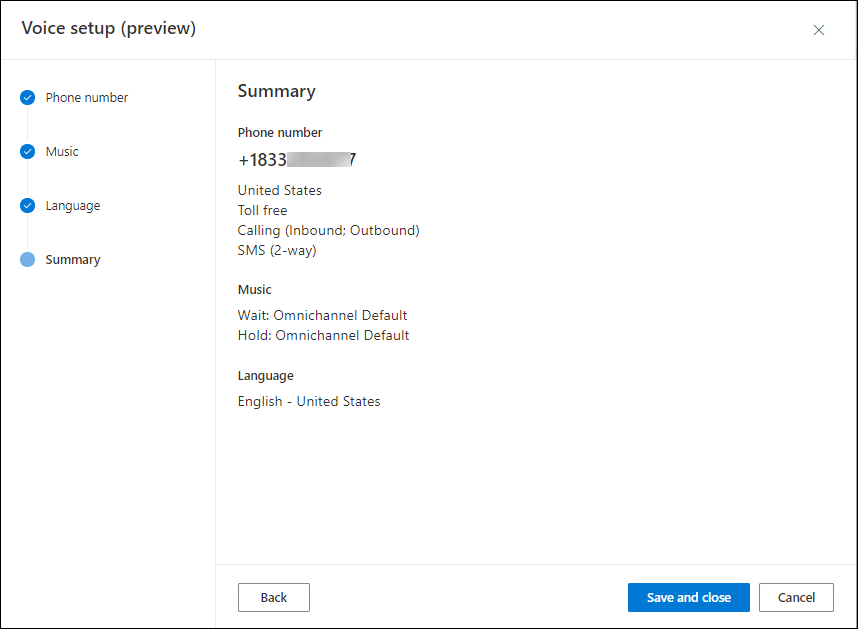 Voice setup (preview)
Phone number
Music
Language
Summary
Summary
Phone number
+1833 7
United States
Toll free
Calling (Inbound; Outbound)
SMS (2-way)
Music
Wait: Omnichannel Default
Hold: Omnichannel Default
Language
English - United States
Back
Save and close
Cancel